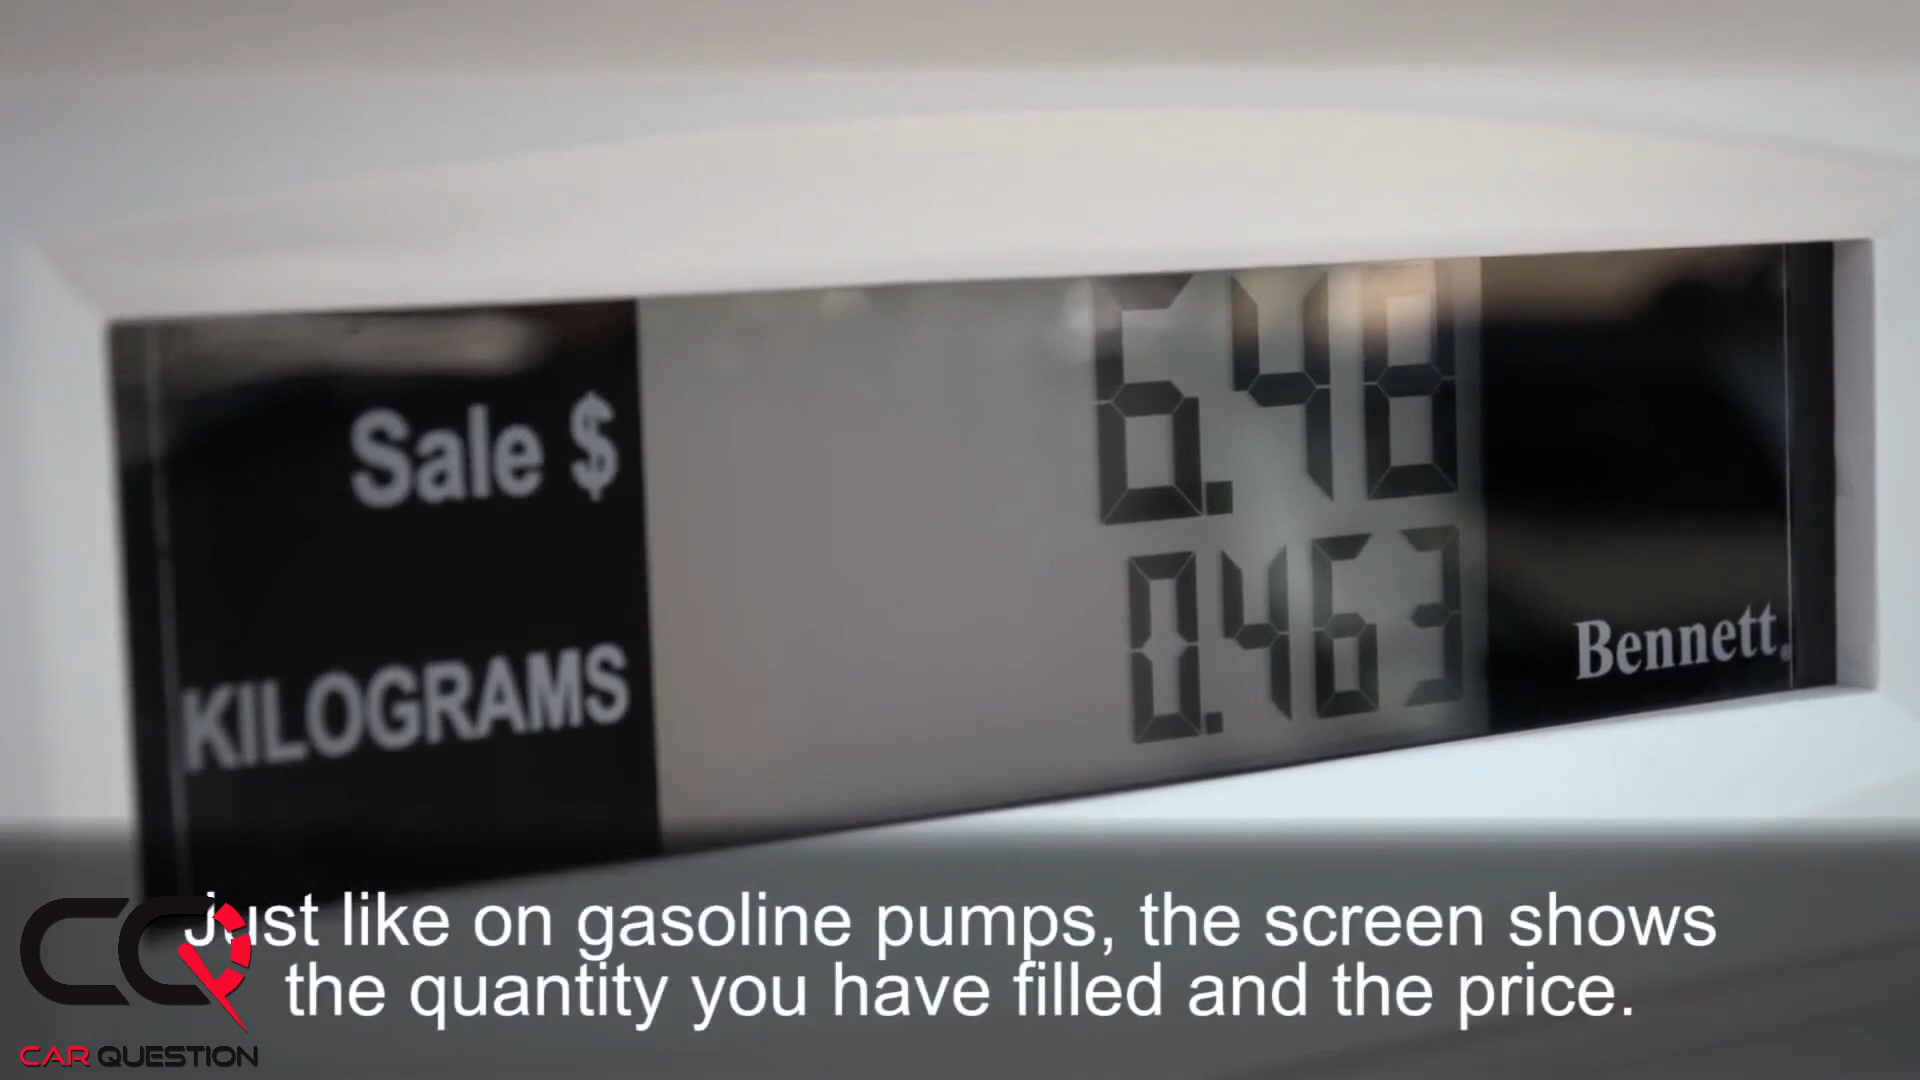 Sale $ 6.48
KILOGRAMS 0.463
Bennett
Just like on gasoline pumps, the screen shows
the quantity you have filled and the price.
CQ
CAR QUESTION